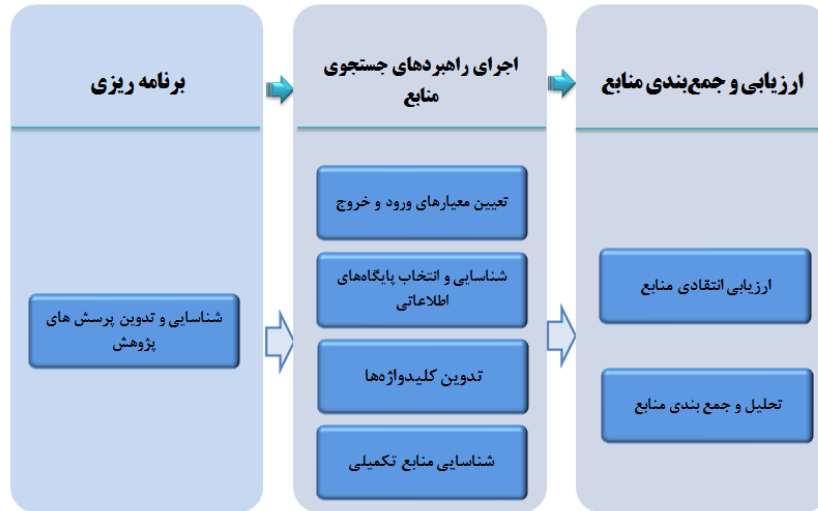 برنامه ریزی
شناسایی و تدوین پرسش های
پژوهش
اجرای راهبردهای جستجوی
منابع
تعیین معیارهای ورود و خروج
شناسایی و انتخاب پایگاه‌های
اطلاعاتی
تدوین کلیدواژه‌ها
شناسایی منابع تکمیلی
ارزیابی و جمع‌بندی منابع
ارزیابی انتقادی منابع
تحلیل و جمع بندی منابع